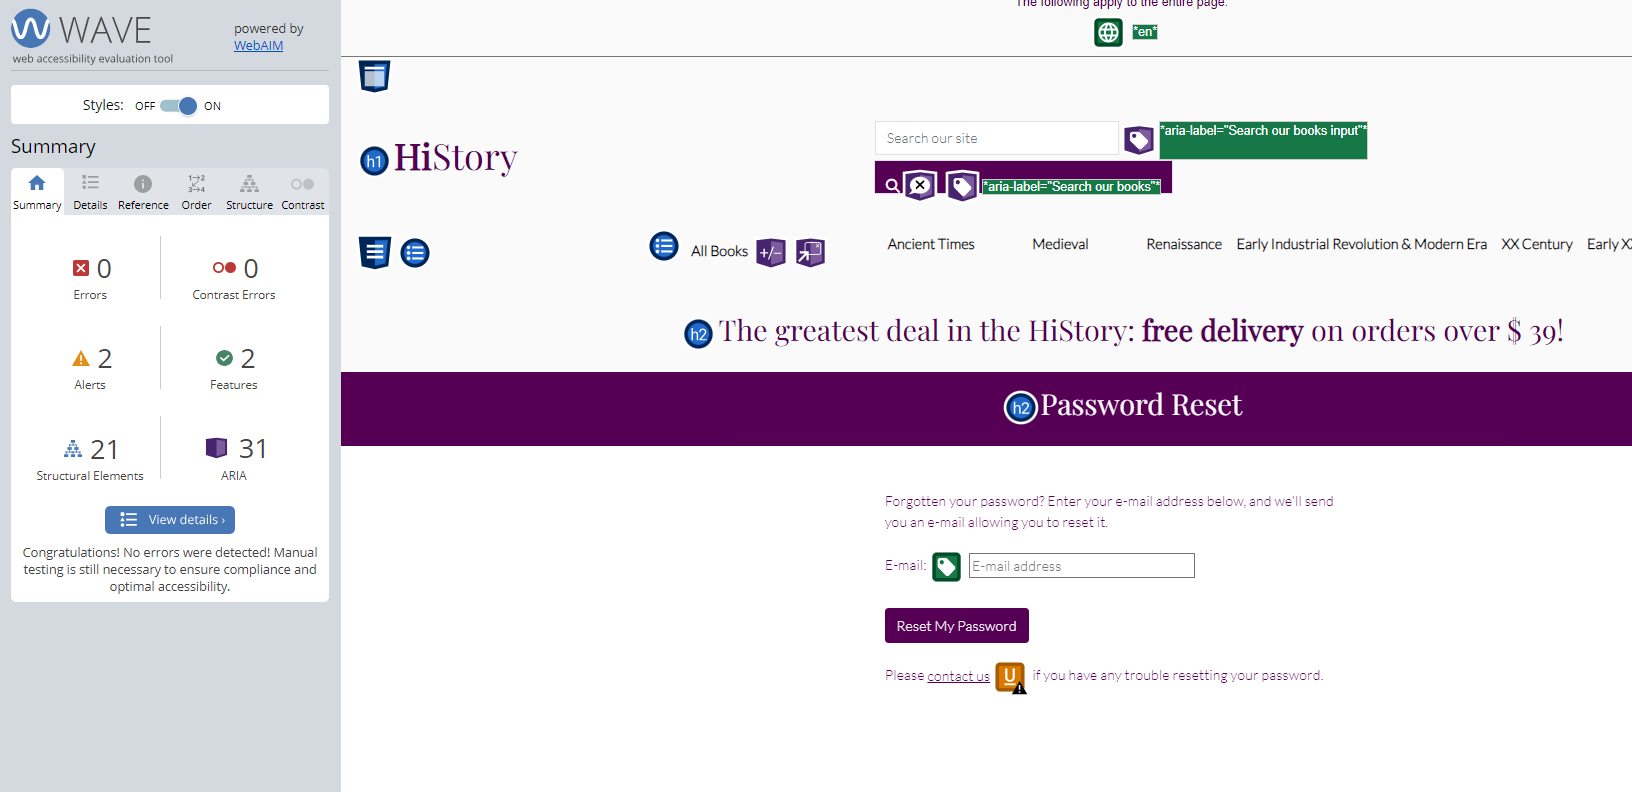 WAVE
powered by
WebAIM
web accessibility evaluation tool
Styles: OFF ON
Summary
Summary Details Reference Order Structure Contrast
0
Errors
0
Contrast Errors
2
Alerts
2
Features
21
Structural Elements
31
ARIA
View details ›
Congratulations! No errors were detected! Manual
testing is still necessary to ensure compliance and
optimal accessibility.
The following apply to the entire page:
*en*
h1 HiStory
Search our site
*aria-label="Search our books input"*
*aria-label="Search our books"*
All Books +/- Ancient Times Medieval Renaissance Early Industrial Revolution & Modern Era XX Century Early X
h2 The greatest deal in the HiStory: free delivery on orders over $ 39!
h2 Password Reset
Forgotten your password? Enter your e-mail address below, and we'll send
you an e-mail allowing you to reset it.
E-mail: E-mail address
Reset My Password
Please contact us U if you have any trouble resetting your password.